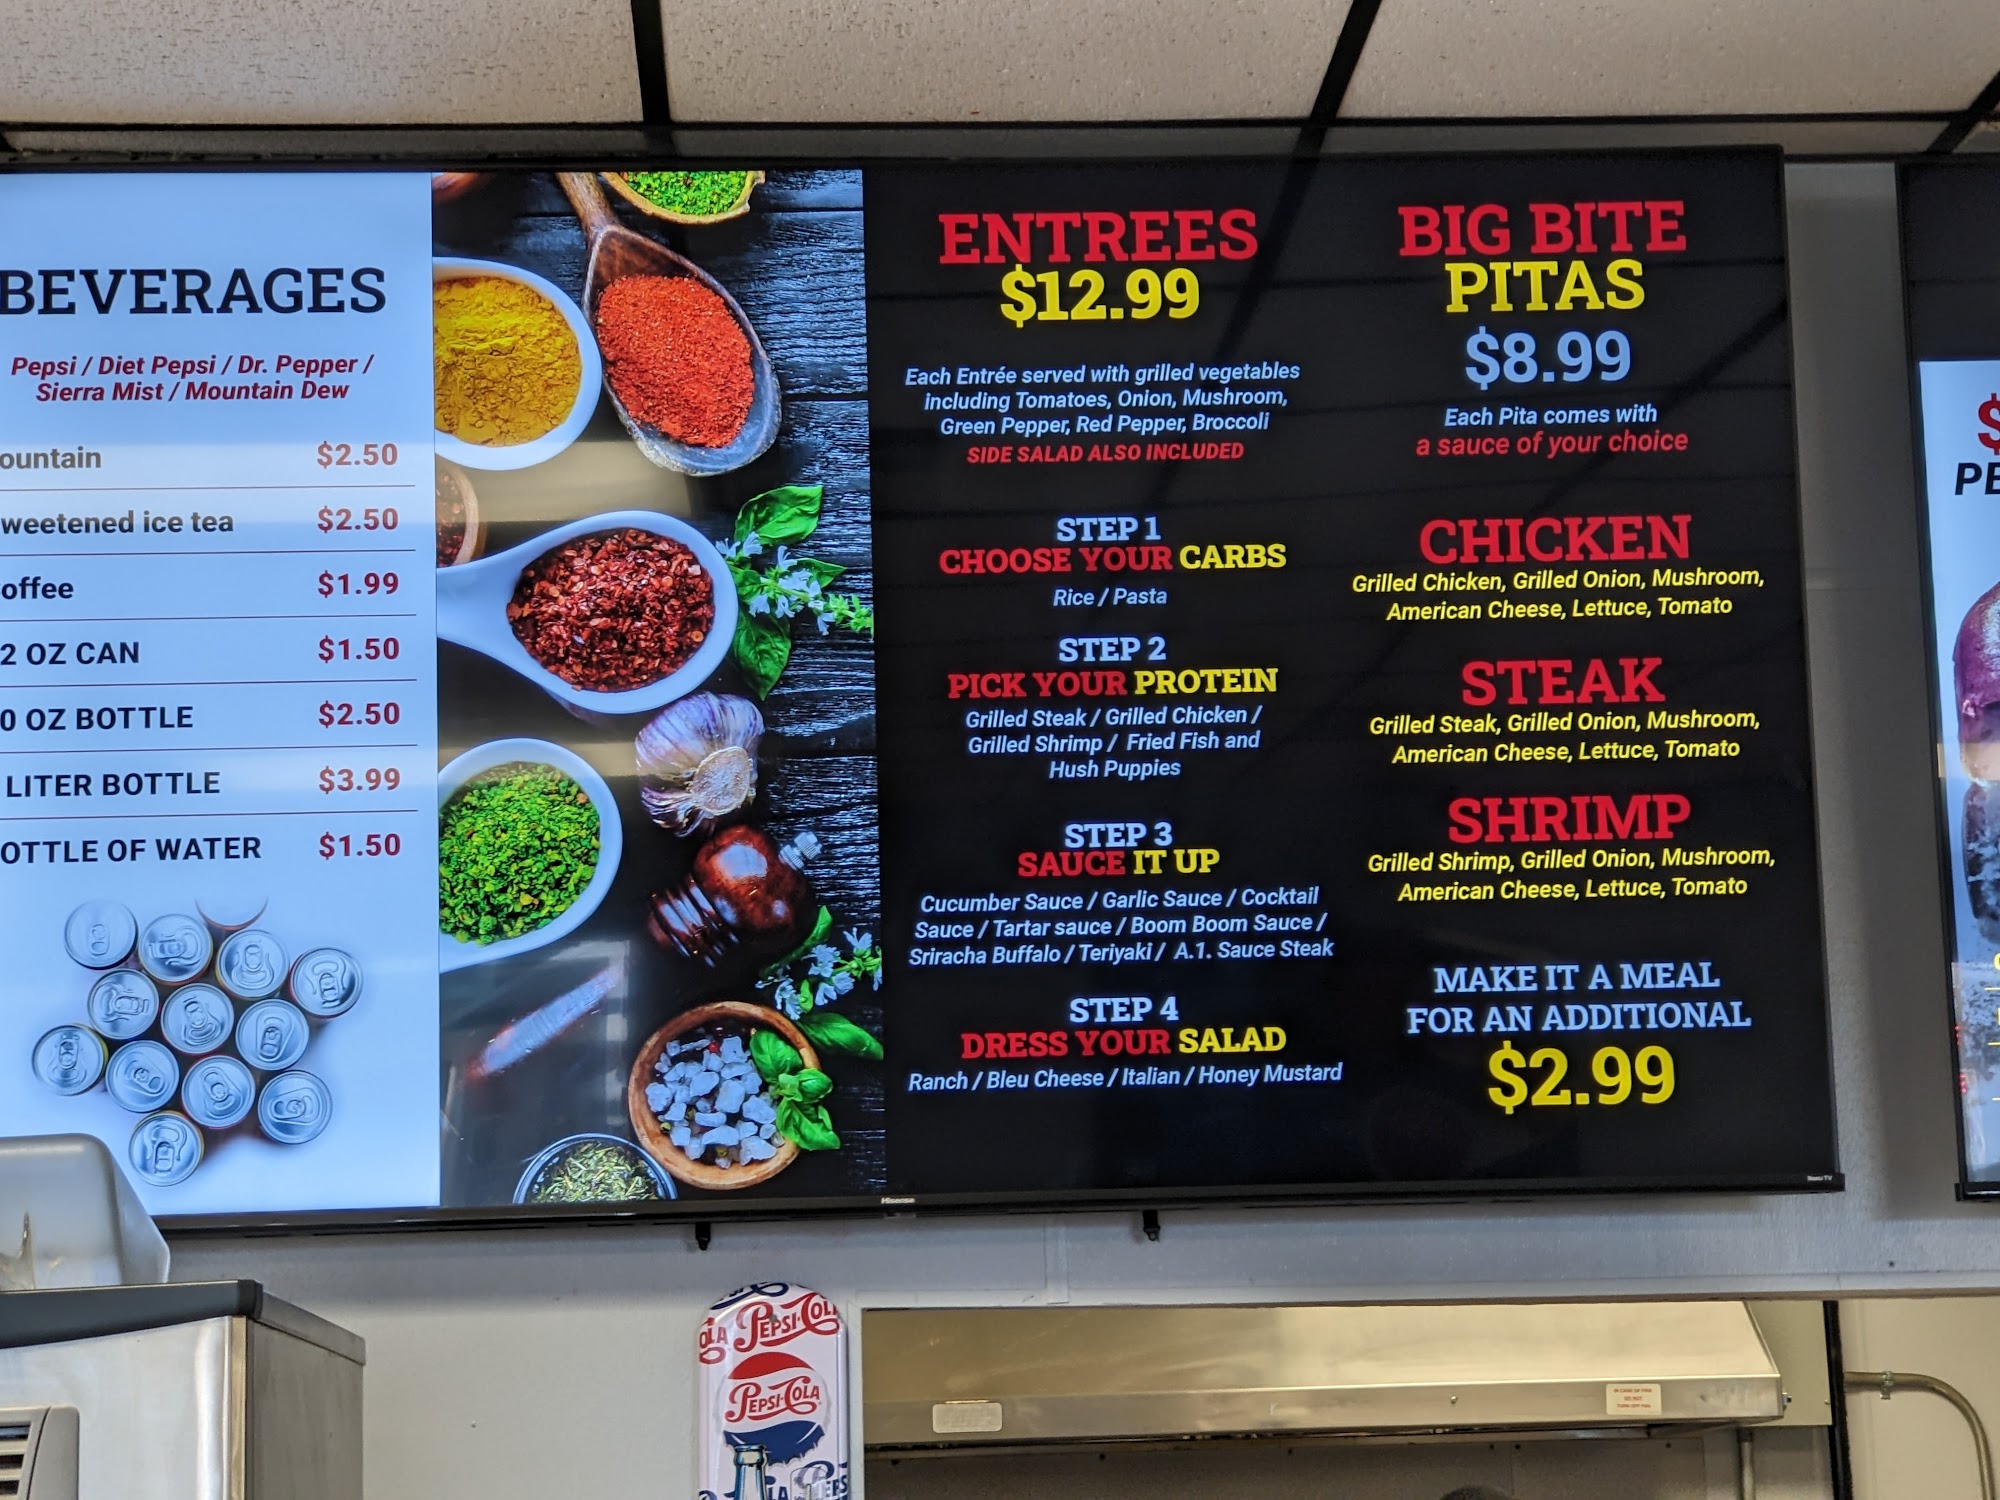 BEVERAGES
Pepsi / Diet Pepsi / Dr. Pepper /
Sierra Mist / Mountain Dew
ountain $2.50
weetened ice tea $2.50
offee $1.99
2 OZ CAN $1.50
0 OZ BOTTLE $2.50
LITER BOTTLE $3.99
OTTLE OF WATER $1.50
ENTREES
$12.99
Each Entrée served with grilled vegetables
including Tomatoes, Onion, Mushroom,
Green Pepper, Red Pepper, Broccoli
SIDE SALAD ALSO INCLUDED
STEP 1
CHOOSE YOUR CARBS
Rice / Pasta
STEP 2
PICK YOUR PROTEIN
Grilled Steak / Grilled Chicken /
Grilled Shrimp / Fried Fish and
Hush Puppies
STEP 3
SAUCE IT UP
Cucumber Sauce / Garlic Sauce / Cocktail
Sauce / Tartar sauce / Boom Boom Sauce /
Sriracha Buffalo / Teriyaki / A.1. Sauce Steak
STEP 4
DRESS YOUR SALAD
Ranch / Bleu Cheese / Italian / Honey Mustard
BIG BITE
PITAS
$8.99
Each Pita comes with
a sauce of your choice
CHICKEN
Grilled Chicken, Grilled Onion, Mushroom,
American Cheese, Lettuce, Tomato
STEAK
Grilled Steak, Grilled Onion, Mushroom,
American Cheese, Lettuce, Tomato
SHRIMP
Grilled Shrimp, Grilled Onion, Mushroom,
American Cheese, Lettuce, Tomato
MAKE IT A MEAL
FOR AN ADDITIONAL
$2.99
$
PE
Hisense
Roku TV
PEPSI-COLA
PEPSI-COLA